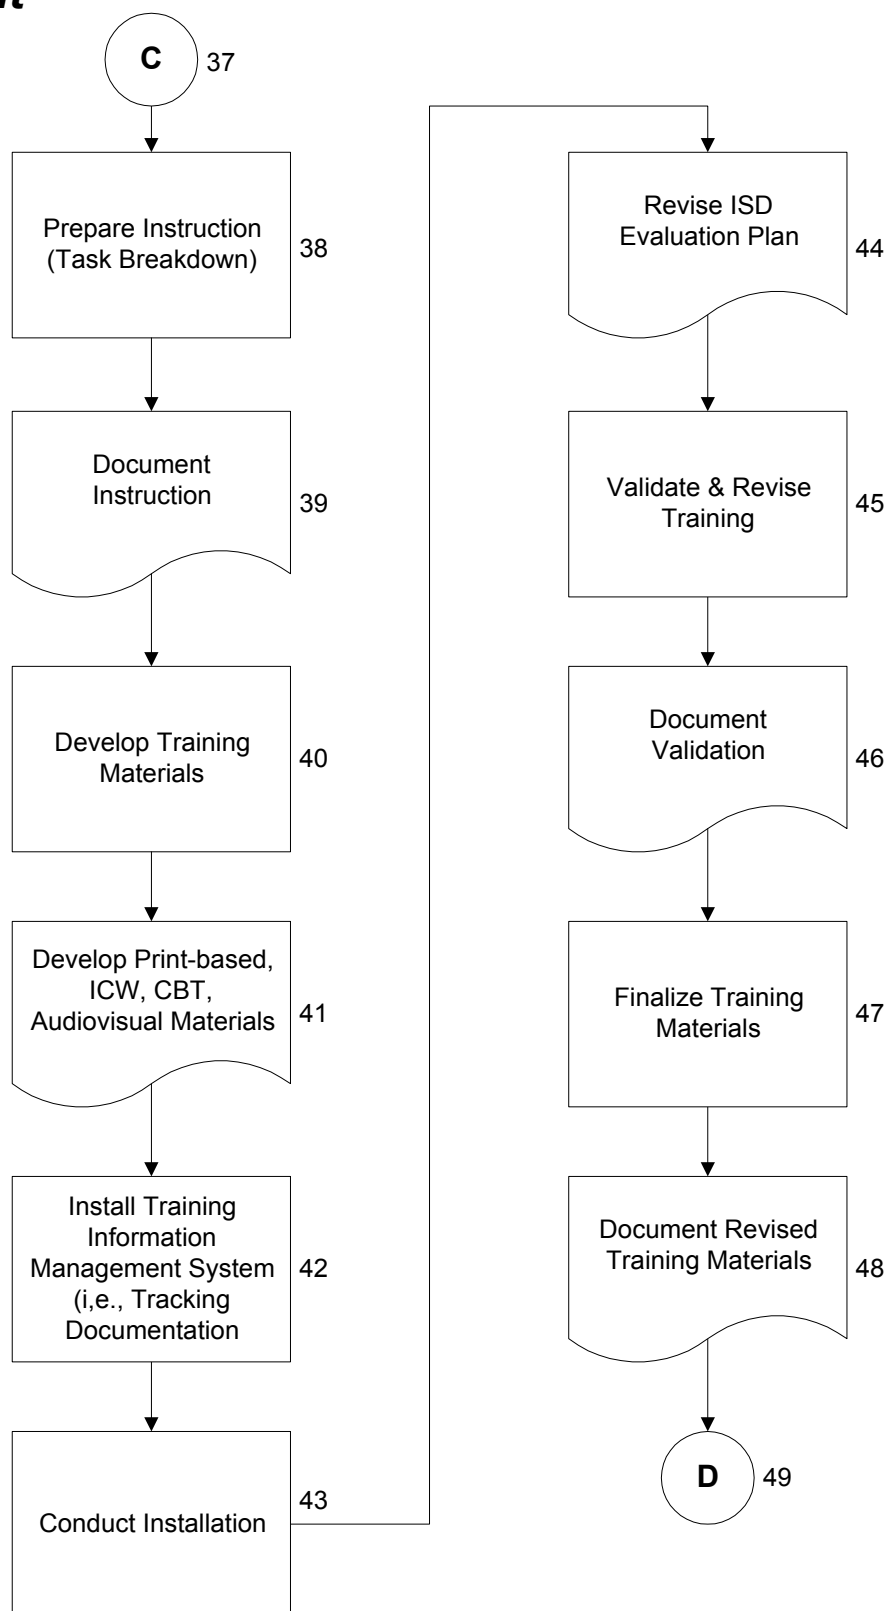 C
37
Prepare Instruction
(Task Breakdown)
38
Document
Instruction
39
Develop Training
Materials
40
Develop Print-based,
ICW, CBT,
Audiovisual Materials
41
Install Training
Information
Management System
(i,e., Tracking
Documentation
42
Conduct Installation
43
Revise ISD
Evaluation Plan
44
Validate & Revise
Training
45
Document
Validation
46
Finalize Training
Materials
47
Document Revised
Training Materials
48
D
49